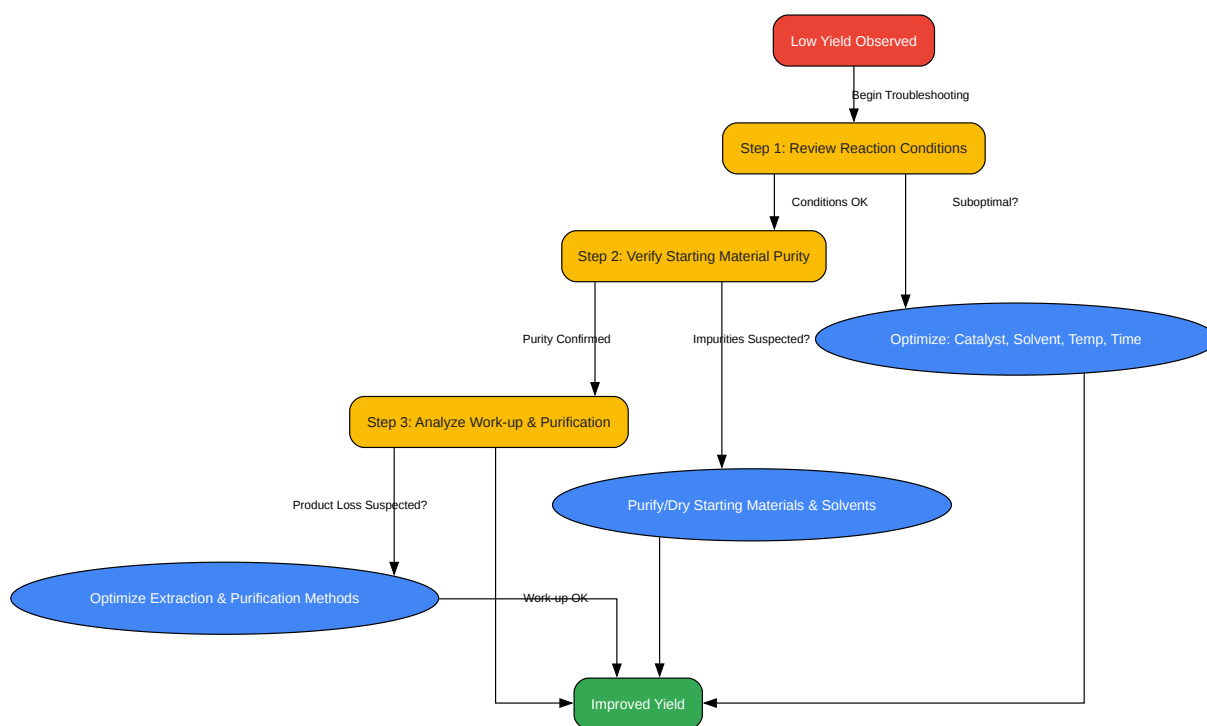 Low Yield Observed
Begin Troubleshooting
Step 1: Review Reaction Conditions
Conditions OK
Suboptimal?
Step 2: Verify Starting Material Purity
Purity Confirmed
Impurities Suspected?
Optimize: Catalyst, Solvent, Temp, Time
Step 3: Analyze Work-up & Purification
Product Loss Suspected?
Purify/Dry Starting Materials & Solvents
Optimize Extraction & Purification Methods
Work-up OK
Improved Yield